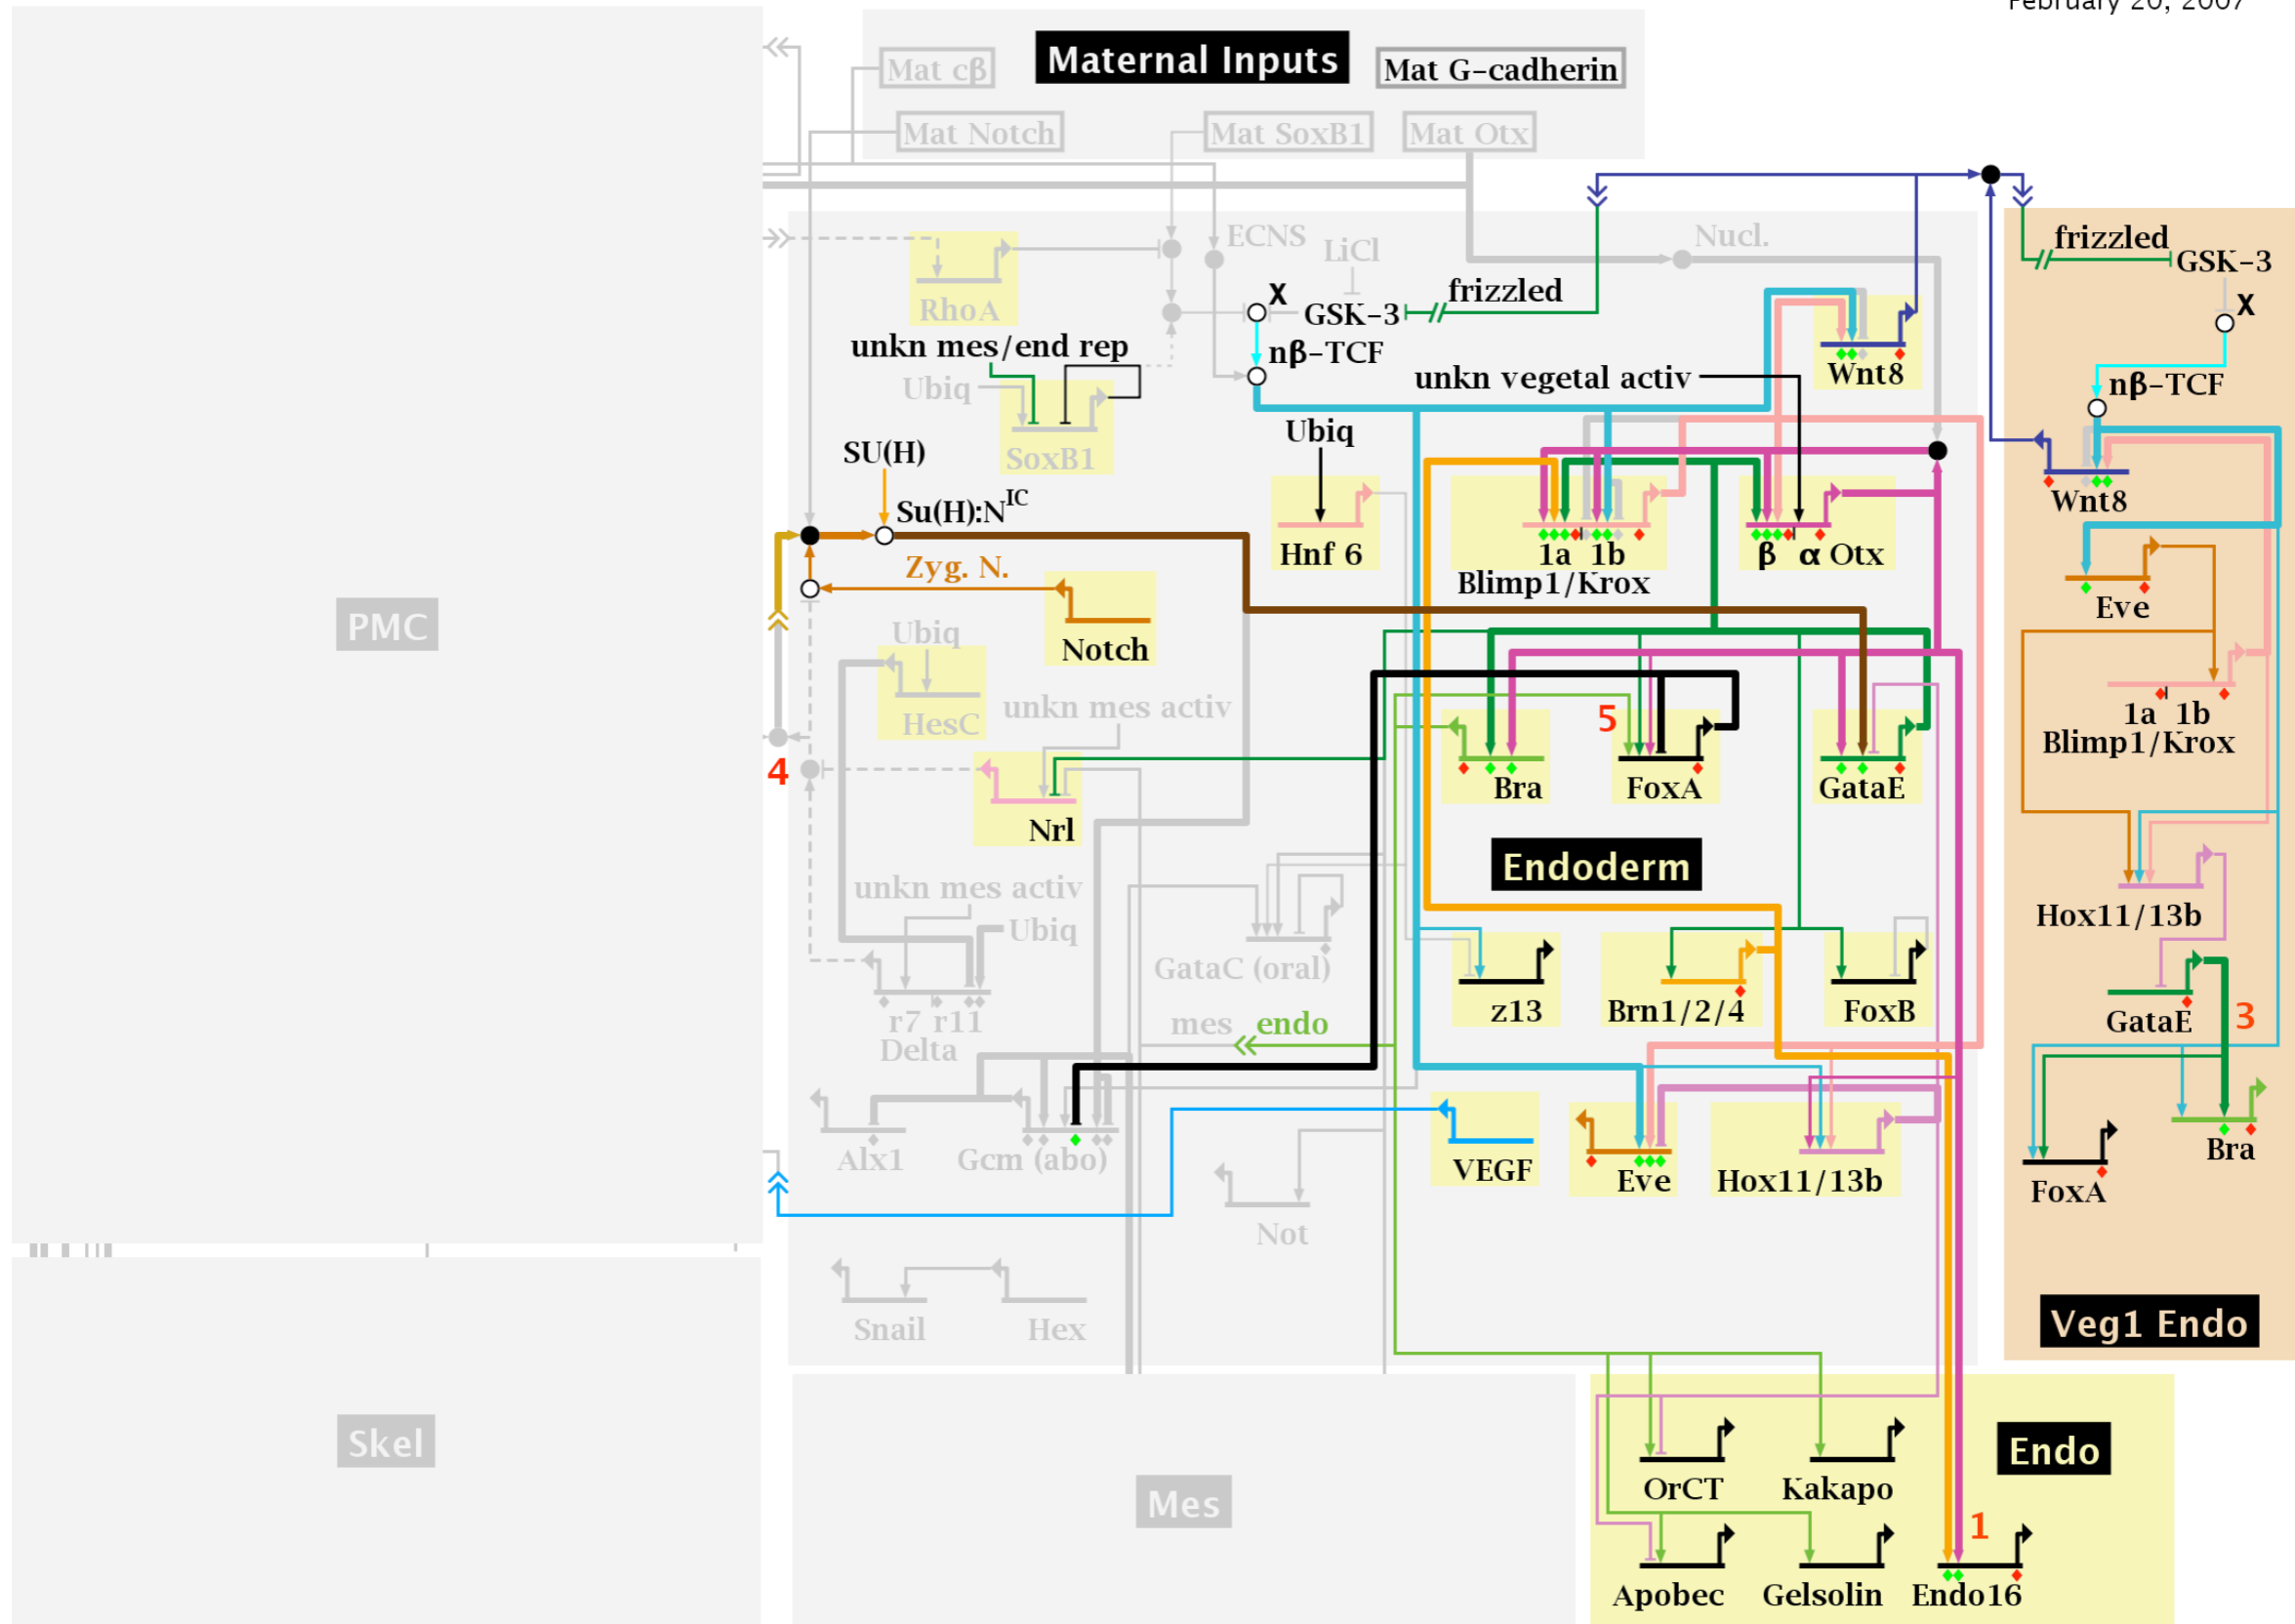 February 20, 2007
Maternal Inputs
Mat cβ
Mat G-cadherin
Mat Notch
Mat SoxB1
Mat Otx
ECNS
LiCl
Nucl.
frizzled
GSK-3
X
RhoA
X
GSK-3
frizzled
unkn mes/end rep
nβ-TCF
Ubiq
unkn vegetal activ
Wnt8
nβ-TCF
SoxB1
SU(H)
Ubiq
Su(H):N^IC
Wnt8
Zyg. N.
Hnf 6
1a 1b
Blimp1/Krox
β α Otx
Eve
PMC
Notch
Ubiq
HesC
unkn mes activ
5
1a 1b
Blimp1/Krox
4
Bra
FoxA
GataE
Nrl
Endoderm
unkn mes activ
Ubiq
Hox11/13b
GataC (oral)
r7 r11
Delta
mes endo
z13
Brn1/2/4
FoxB
GataE
3
Alx1
Gcm (abo)
VEGF
Eve
Hox11/13b
Bra
FoxA
Not
Snail
Hex
Veg1 Endo
Skel
Mes
Endo
OrCT
Kakapo
1
Apobec
Gelsolin
Endo16